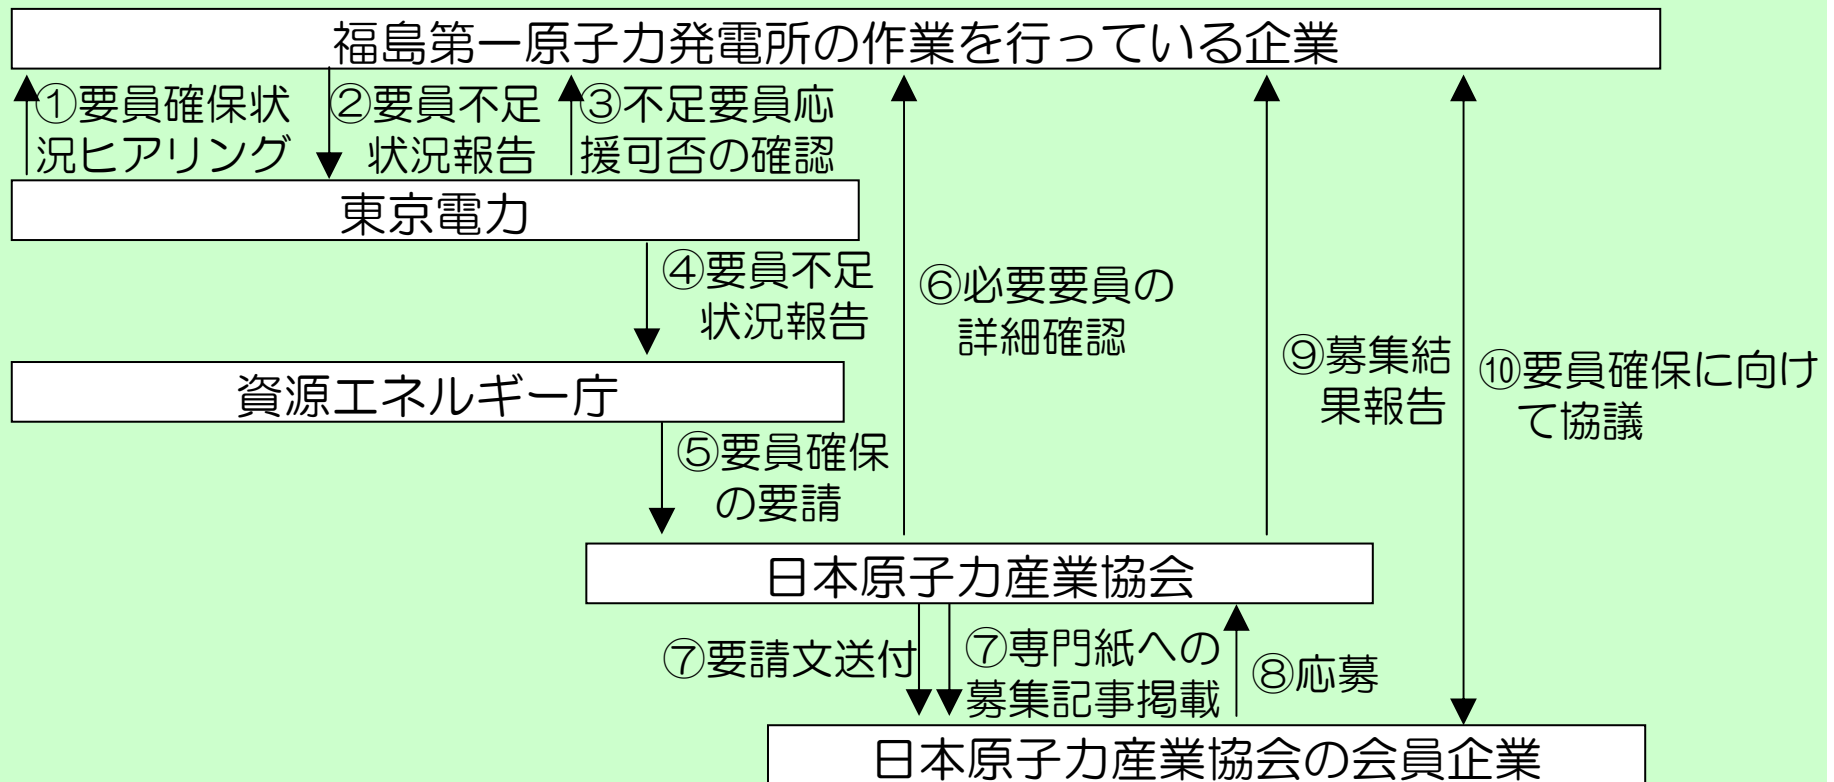 福島第一原子力発電所の作業を行っている企業
①要員確保状
況ヒアリング
②要員不足
状況報告
③不足要員応
援可否の確認
東京電力
④要員不足
状況報告
資源エネルギー庁
⑤要員確保
の要請
⑥必要要員の
詳細確認
⑨募集結
果報告
⑩要員確保に向け
て協議
日本原子力産業協会
⑦要請文送付
⑦専門紙への
募集記事掲載
⑧応募
日本原子力産業協会の会員企業